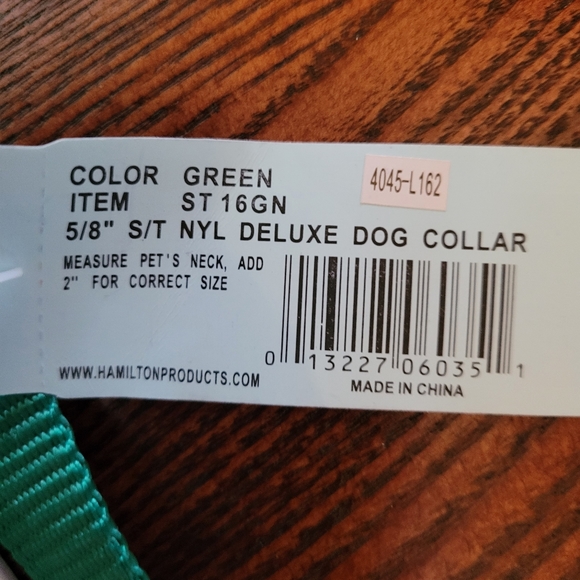 COLOR GREEN
4045-L162
ITEM ST 16GN
5/8" S/T NYL DELUXE DOG COLLAR
MEASURE PET'S NECK, ADD
2" FOR CORRECT SIZE
0 13227 06035 1
WWW.HAMILTONPRODUCTS.COM
MADE IN CHINA